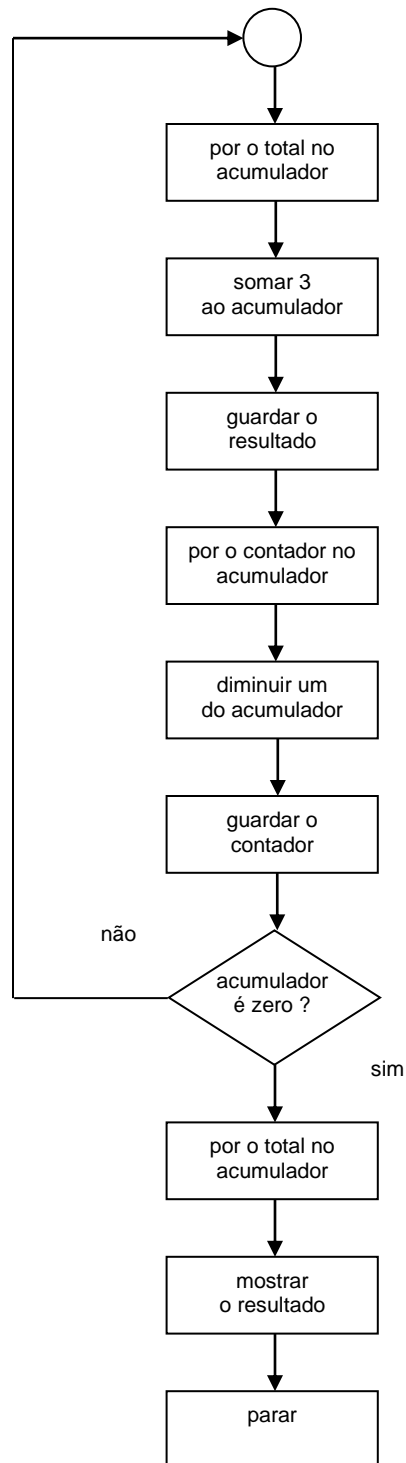 por o total no
acumulador
somar 3
ao acumulador
guardar o
resultado
por o contador no
acumulador
diminuir um
do acumulador
guardar o
contador
não
acumulador
é zero ?
sim
por o total no
acumulador
mostrar
o resultado
parar